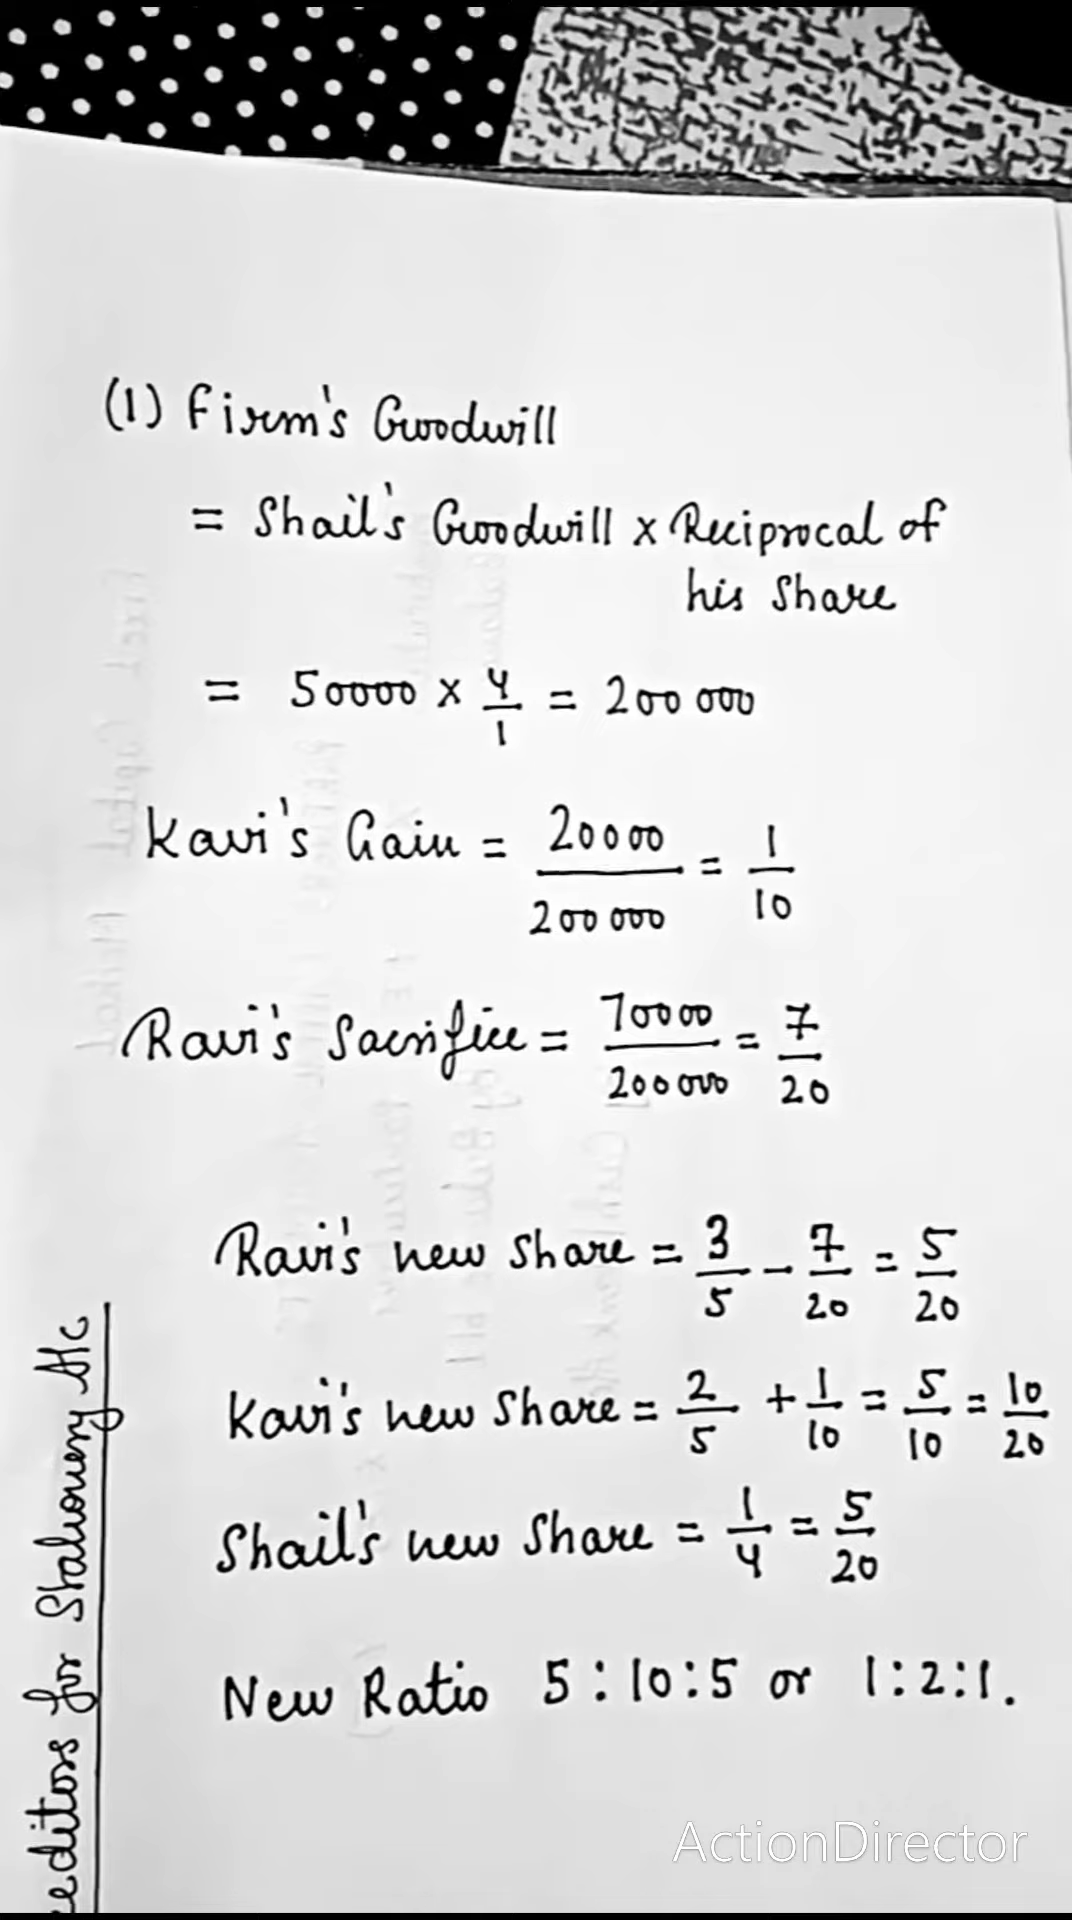 (1) Firm's Goodwill
= Shail's Goodwill x Reciprocal of
his Share
= 50000 x 4/1 = 200 000
Kavi's Gain = 20000/200 000 = 1/10
Ravi's Sacrifice = 70000/200000 = 7/20
Ravi's new Share = 3/5 - 7/20 = 5/20
Kavi's new Share = 2/5 + 1/10 = 5/10 = 10/20
Shail's new Share = 1/4 = 5/20
New Ratio 5:10:5 or 1:2:1.
editors for Stationery A/c
ActionDirector